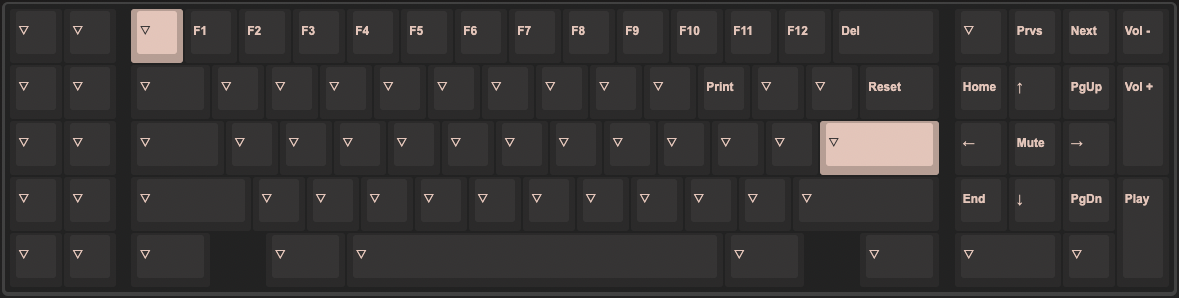 ▽ ▽ ▽ F1 F2 F3 F4 F5 F6 F7 F8 F9 F10 F11 F12 Del ▽ Prvs Next Vol -
▽ ▽ ▽ ▽ ▽ ▽ ▽ ▽ ▽ ▽ ▽ ▽ Print ▽ ▽ Reset Home ↑ PgUp Vol +
▽ ▽ ▽ ▽ ▽ ▽ ▽ ▽ ▽ ▽ ▽ ▽ ▽ ▽ ▽ ← Mute →
▽ ▽ ▽ ▽ ▽ ▽ ▽ ▽ ▽ ▽ ▽ ▽ ▽ ▽ End ↓ PgDn Play
▽ ▽ ▽ ▽ ▽ ▽ ▽ ▽ ▽